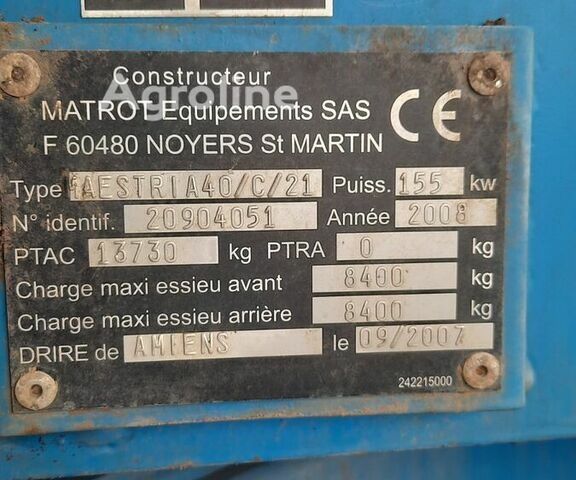 Constructeur
Agroline
MATROT Equipements SAS CE
F 60480 NOYERS St MARTIN
Type MAESTRIA40/C/21 Puiss. 155 kw
N° identif. 20904051 Année 2008
PTAC 13730 kg PTRA 0 kg
Charge maxi essieu avant 8400 kg
Charge maxi essieu arrière 8400 kg
DRIRE de AMIENS le 09/2007
242215000